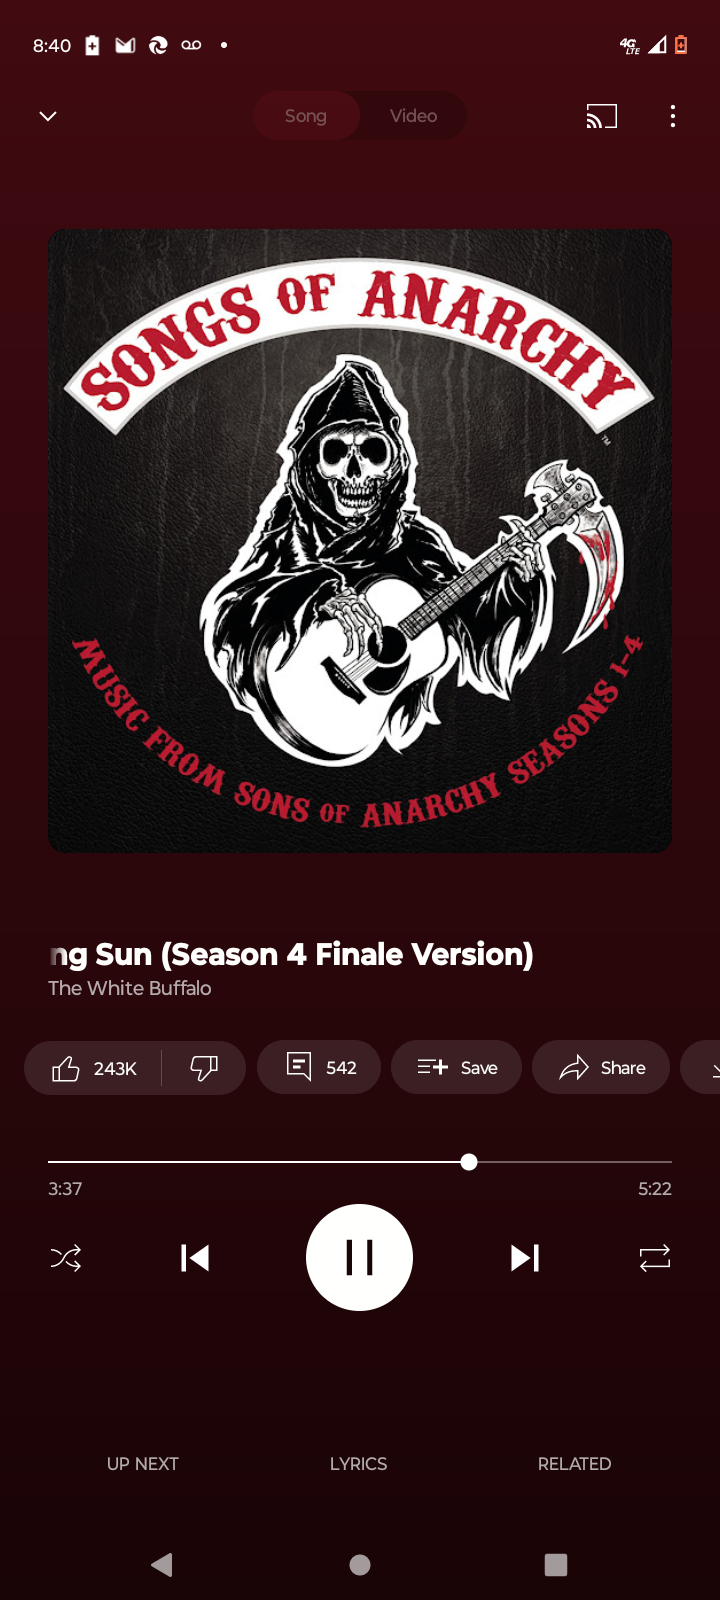 8:40
4G
LTE
Song
Video
SONGS OF ANARCHY
TM
MUSIC FROM SONS OF ANARCHY SEASONS 1-4
ng Sun (Season 4 Finale Version)
The White Buffalo
243K
542
Save
Share
3:37
5:22
UP NEXT
LYRICS
RELATED